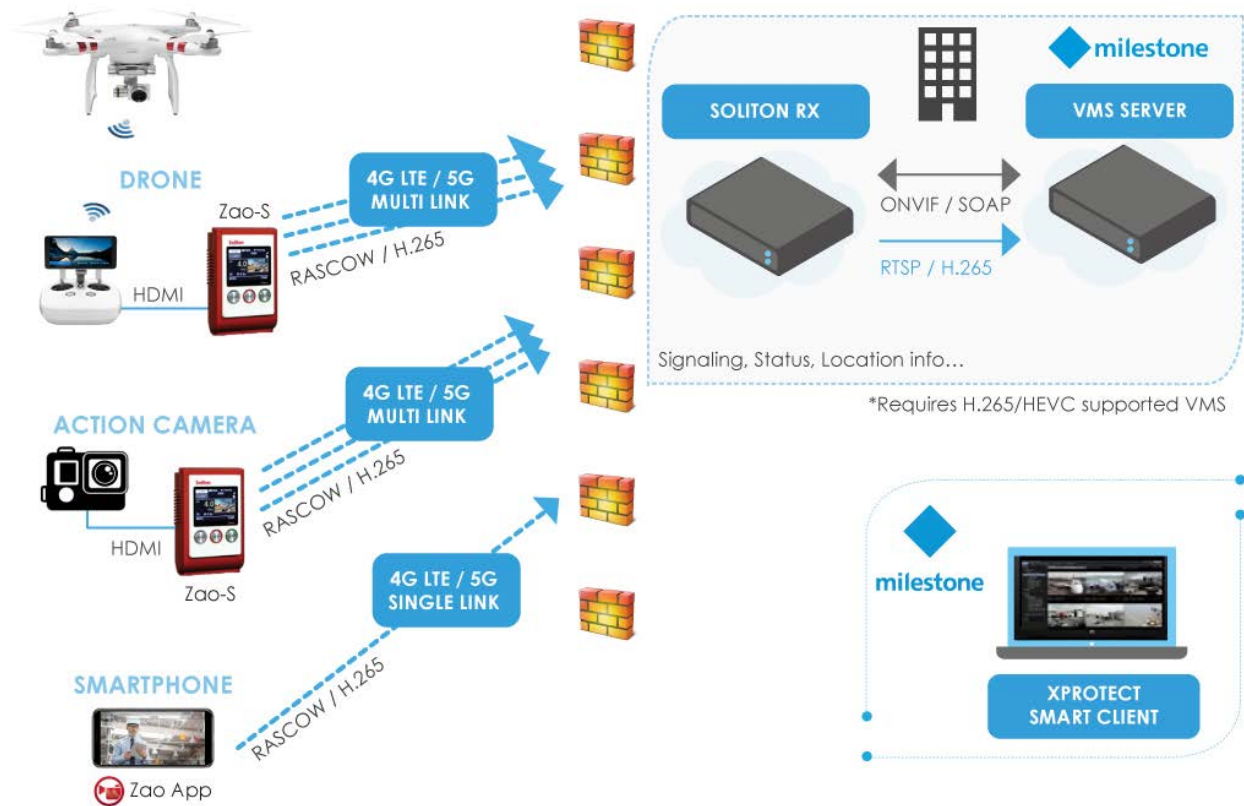 DRONE
Zao-S
HDMI
4G LTE / 5G
MULTI LINK
RASCOW / H.265
ACTION CAMERA
HDMI
Zao-S
4G LTE / 5G
MULTI LINK
RASCOW / H.265
SMARTPHONE
Zao App
4G LTE / 5G
SINGLE LINK
RASCOW / H.265
milestone
SOLITON RX
VMS SERVER
ONVIF / SOAP
RTSP / H.265
Signaling, Status, Location info...
*Requires H.265/HEVC supported VMS
milestone
XPROTECT
SMART CLIENT